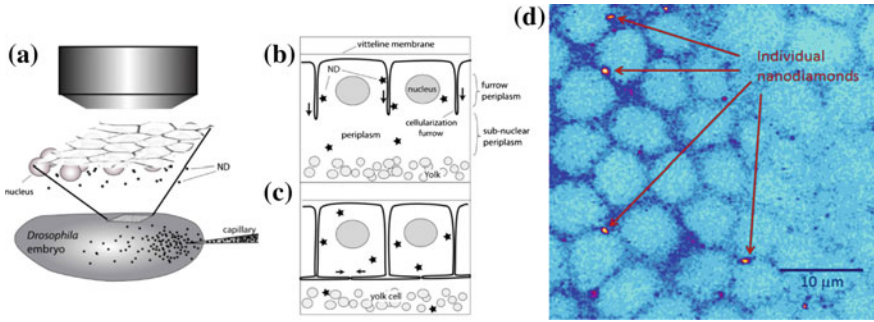 (a)
ND
nucleus
Drosophila
embryo
capillary
(b)
vitteline membrane
ND
nucleus
furrow
periplasm
cellularization
furrow
periplasm
sub-nuclear
periplasm
Yolk
(c)
yolk cell
(d)
Individual
nanodiamonds
10 μm